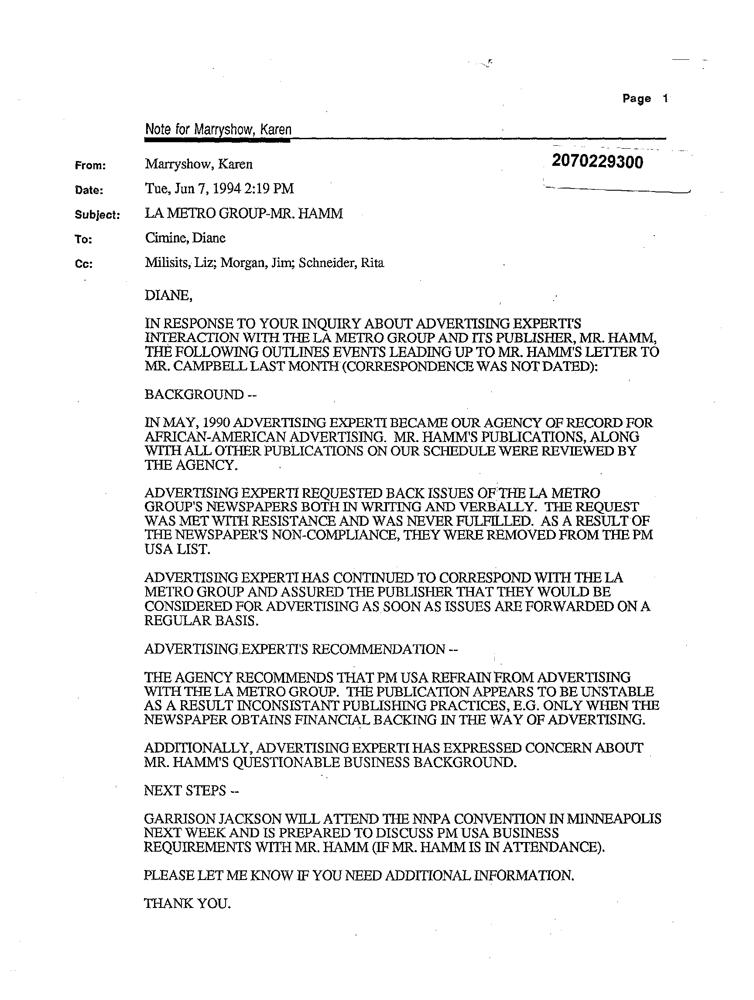 Page 1
Note for Marryshow, Karen
From: Marryshow, Karen
2070229300
Date: Tue, Jun 7, 1994 2:19 PM
Subject: LA METRO GROUP-MR. HAMM
To: Cimine, Diane
Cc: Milisits, Liz; Morgan, Jim; Schneider, Rita
DIANE,
IN RESPONSE TO YOUR INQUIRY ABOUT ADVERTISING EXPERTI'S
INTERACTION WITH THE LA METRO GROUP AND ITS PUBLISHER, MR. HAMM,
THE FOLLOWING OUTLINES EVENTS LEADING UP TO MR. HAMM'S LETTER TO
MR. CAMPBELL LAST MONTH (CORRESPONDENCE WAS NOT DATED):
BACKGROUND --
IN MAY, 1990 ADVERTISING EXPERTI BECAME OUR AGENCY OF RECORD FOR
AFRICAN-AMERICAN ADVERTISING. MR. HAMM'S PUBLICATIONS, ALONG
WITH ALL OTHER PUBLICATIONS ON OUR SCHEDULE WERE REVIEWED BY
THE AGENCY.
ADVERTISING EXPERTI REQUESTED BACK ISSUES OF THE LA METRO
GROUP'S NEWSPAPERS BOTH IN WRITING AND VERBALLY. THE REQUEST
WAS MET WITH RESISTANCE AND WAS NEVER FULFILLED. AS A RESULT OF
THE NEWSPAPER'S NON-COMPLIANCE, THEY WERE REMOVED FROM THE PM
USA LIST.
ADVERTISING EXPERTI HAS CONTINUED TO CORRESPOND WITH THE LA
METRO GROUP AND ASSURED THE PUBLISHER THAT THEY WOULD BE
CONSIDERED FOR ADVERTISING AS SOON AS ISSUES ARE FORWARDED ON A
REGULAR BASIS.
ADVERTISING EXPERTI'S RECOMMENDATION --
THE AGENCY RECOMMENDS THAT PM USA REFRAIN FROM ADVERTISING
WITH THE LA METRO GROUP. THE PUBLICATION APPEARS TO BE UNSTABLE
AS A RESULT INCONSISTANT PUBLISHING PRACTICES, E.G. ONLY WHEN THE
NEWSPAPER OBTAINS FINANCIAL BACKING IN THE WAY OF ADVERTISING.
ADDITIONALLY, ADVERTISING EXPERTI HAS EXPRESSED CONCERN ABOUT
MR. HAMM'S QUESTIONABLE BUSINESS BACKGROUND.
NEXT STEPS --
GARRISON JACKSON WILL ATTEND THE NNPA CONVENTION IN MINNEAPOLIS
NEXT WEEK AND IS PREPARED TO DISCUSS PM USA BUSINESS
REQUIREMENTS WITH MR. HAMM (IF MR. HAMM IS IN ATTENDANCE).
PLEASE LET ME KNOW IF YOU NEED ADDITIONAL INFORMATION.
THANK YOU.